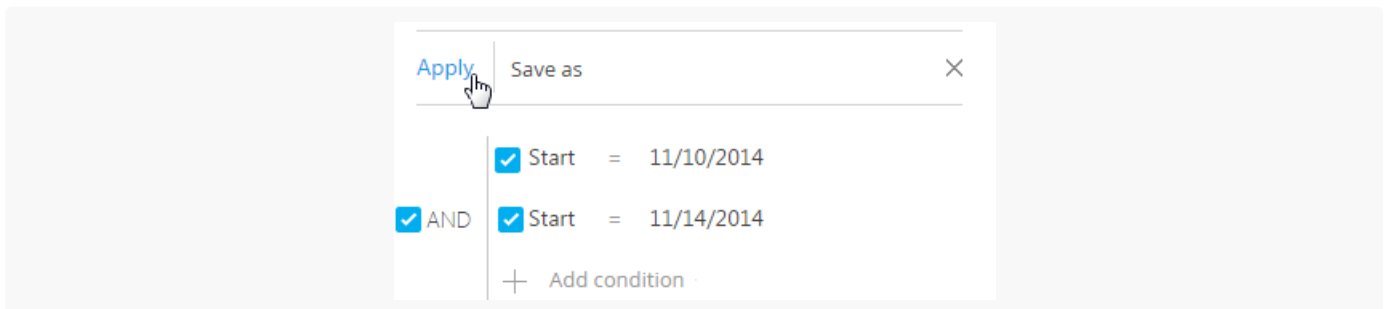 Apply Save as
Start = 11/10/2014
AND Start = 11/14/2014
Add condition